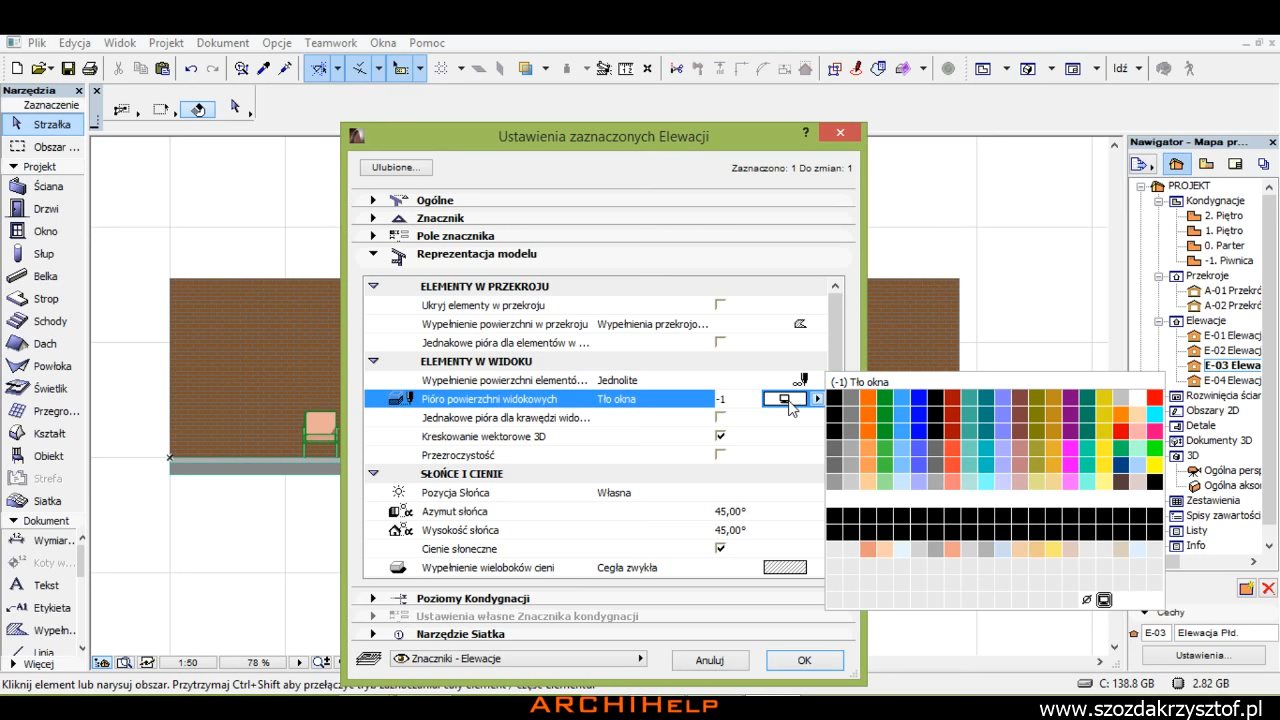 Plik Edycja Widok Projekt Dokument Opcje Teamwork Okna Pomoc
Idź
Narzędzia
Zaznaczenie
Strzałka
Obszar ...
Projekt
Ściana
Drzwi
Okno
Słup
Belka
Strop
Schody
Dach
Powłoka
Świetlik
Przegro...
Kształt
Obiekt
Strefa
Siatka
Dokument
Wymiar...
Koty w...
Tekst
Etykieta
Wypełn...
Linia
Więcej
Ustawienia zaznaczonych Elewacji
?
Ulubione...
Zaznaczono: 1 Do zmian: 1
Ogólne
Znacznik
Pole znacznika
Reprezentacja modelu
ELEMENTY W PRZEKROJU
Ukryj elementy w przekroju
Wypełnienie powierzchni w przekroju Wypełnienia przekrojo...
Jednakowe pióra dla elementów w ...
ELEMENTY W WIDOKU
Wypełnienie powierzchni elementó... Jednolite
Pióro powierzchni widokowych Tło okna -1
Jednakowe pióra dla krawędzi wido...
Kreskowanie wektorowe 3D
Przezroczystość
SŁOŃCE I CIENIE
Pozycja Słońca Własna
Azymut słońca 45,00°
Wysokość słońca 45,00°
Cienie słoneczne
Wypełnienie wieloboków cieni Cegła zwykła
Poziomy Kondygnacji
Ustawienia własne Znacznika kondygnacji
Narzędzie Siatka
Znaczniki - Elewacje
Anuluj
OK
(-1) Tło okna
Nawigator - Mapa pr...
PROJEKT
Kondygnacje
2. Piętro
1. Piętro
0. Parter
-1. Piwnica
Przekroje
A-01 Przekró
A-02 Przekró
Elewacje
E-01 Elewac
E-02 Elewac
E-03 Elewa
E-04 Elewac
Rozwinięcia ścian
Obszary 2D
Detale
Dokumenty 3D
3D
Ogólna persp
Ogólna akson
Zestawienia
Spisy zawartośc
Listy
Info
Cechy
E-03 Elewacja Płd.
Ustawienia...
1:50 78 %
Kliknij element lub narysuj obszar. Przytrzymaj Ctrl+Shift aby przełączyć tryb zaznaczania cały element / część elementu.
C: 138.8 GB 2.82 GB
ARCHIHELP
www.szozdakrzysztof.pl